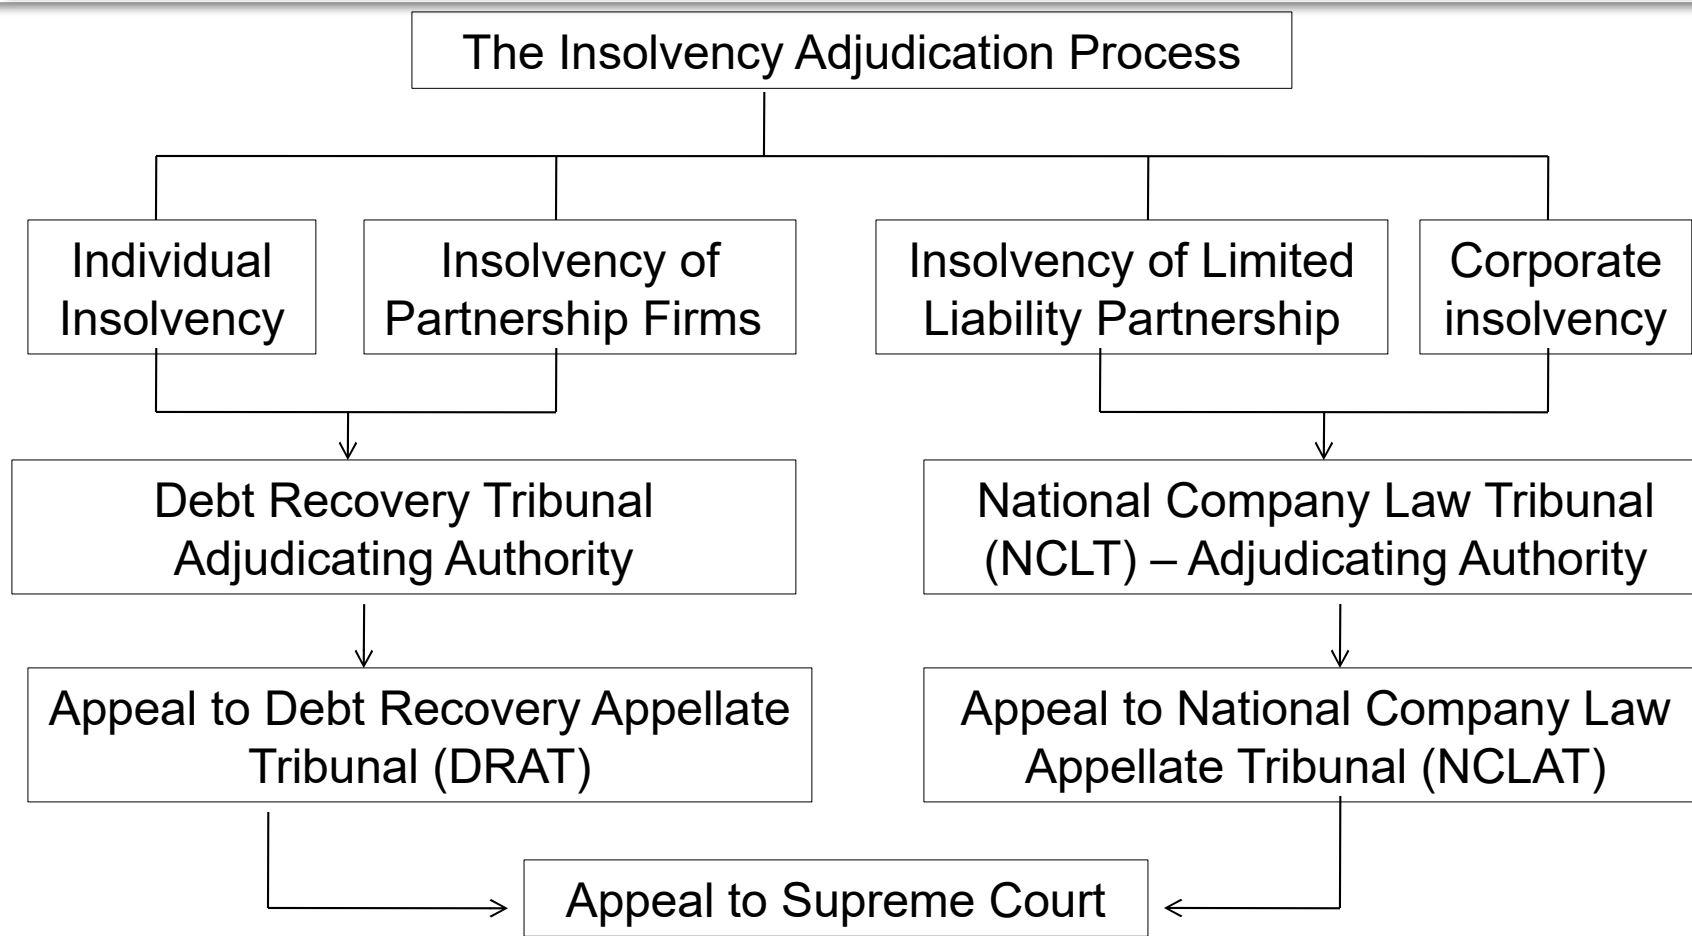 The Insolvency Adjudication Process
Individual
Insolvency
Insolvency of
Partnership Firms
Insolvency of Limited
Liability Partnership
Corporate
insolvency
Debt Recovery Tribunal
Adjudicating Authority
National Company Law Tribunal
(NCLT) – Adjudicating Authority
Appeal to Debt Recovery Appellate
Tribunal (DRAT)
Appeal to National Company Law
Appellate Tribunal (NCLAT)
Appeal to Supreme Court